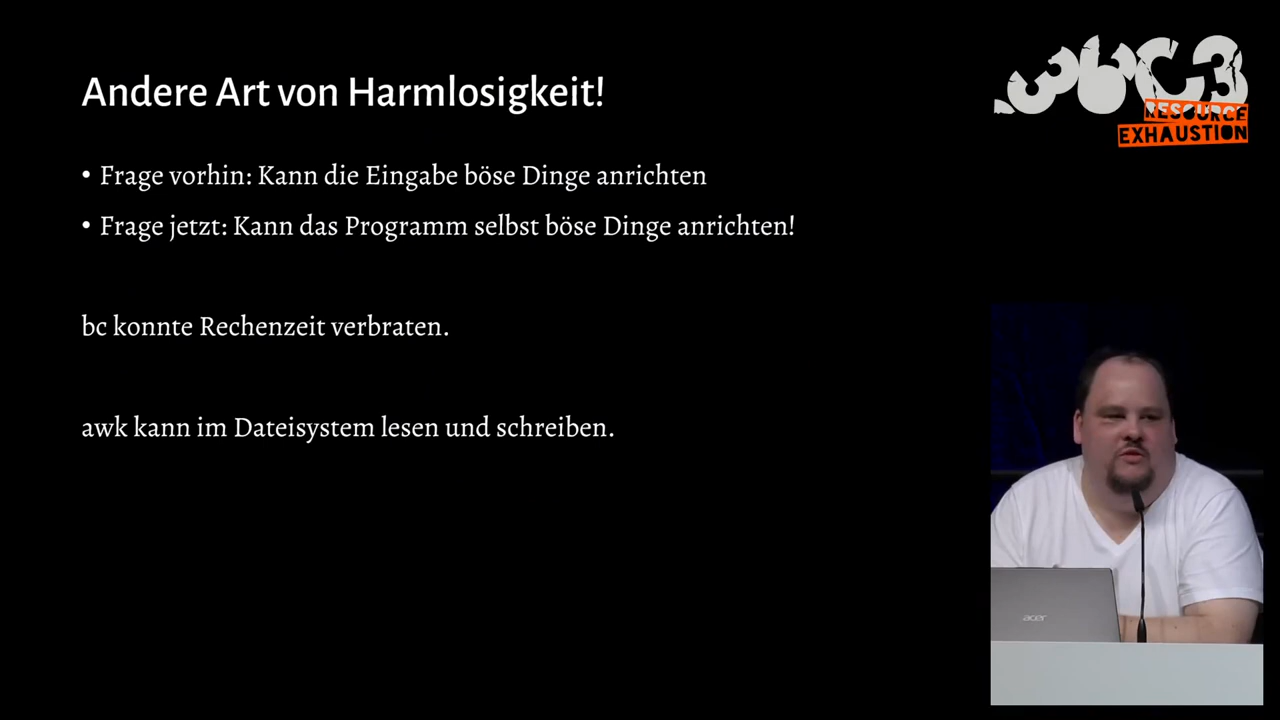 Andere Art von Harmlosigkeit!
36C3
RESOURCE
EXHAUSTION
• Frage vorhin: Kann die Eingabe böse Dinge anrichten
• Frage jetzt: Kann das Programm selbst böse Dinge anrichten!
bc konnte Rechenzeit verbraten.
awk kann im Dateisystem lesen und schreiben.
acer